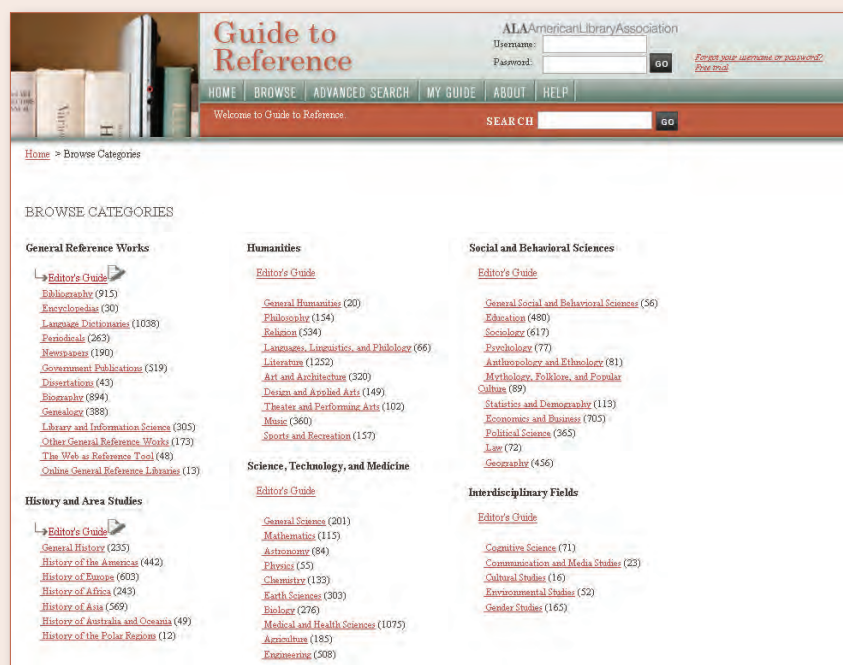 Guide to
Reference
ALAAmericanLibraryAssociation
Username:
Password:
GO
Forgot your username or password?
Free trial
HOME BROWSE ADVANCED SEARCH MY GUIDE ABOUT HELP
Welcome to Guide to Reference
SEARCH
GO
Home > Browse Categories
BROWSE CATEGORIES
General Reference Works
Editor's Guide
Bibliography (915)
Encyclopedias (30)
Language Dictionaries (1038)
Periodicals (263)
Newspapers (190)
Government Publications (519)
Dissertations (43)
Biography (894)
Genealogy (388)
Library and Information Science (305)
Other General Reference Works (173)
The Web as Reference Tool (48)
Online General Reference Libraries (13)
History and Area Studies
Editor's Guide
General History (235)
History of the Americas (442)
History of Europe (603)
History of Africa (243)
History of Asia (569)
History of Australia and Oceania (49)
History of the Polar Regions (12)
Humanities
Editor's Guide
General Humanities (20)
Philosophy (154)
Religion (534)
Languages, Linguistics, and Philology (66)
Literature (1252)
Art and Architecture (320)
Design and Applied Arts (149)
Theater and Performing Arts (102)
Music (360)
Sports and Recreation (157)
Science, Technology, and Medicine
Editor's Guide
General Science (201)
Mathematics (115)
Astronomy (84)
Physics (55)
Chemistry (133)
Earth Sciences (303)
Biology (276)
Medical and Health Sciences (1075)
Agriculture (185)
Engineering (508)
Social and Behavioral Sciences
Editor's Guide
General Social and Behavioral Sciences (56)
Education (480)
Sociology (617)
Psychology (77)
Anthropology and Ethnology (81)
Mythology, Folklore, and Popular
Culture (89)
Statistics and Demography (113)
Economics and Business (705)
Political Science (365)
Law (72)
Geography (456)
Interdisciplinary Fields
Editor's Guide
Cognitive Science (71)
Communication and Media Studies (23)
Cultural Studies (16)
Environmental Studies (52)
Gender Studies (165)